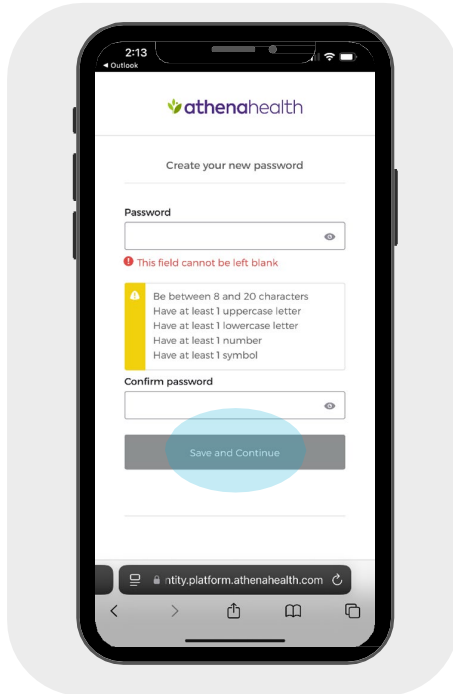 2:13
◄ Outlook
athenahealth
Create your new password
Password
This field cannot be left blank
Be between 8 and 20 characters
Have at least 1 uppercase letter
Have at least 1 lowercase letter
Have at least 1 number
Have at least 1 symbol
Confirm password
Save and Continue
ntity.platform.athenahealth.com